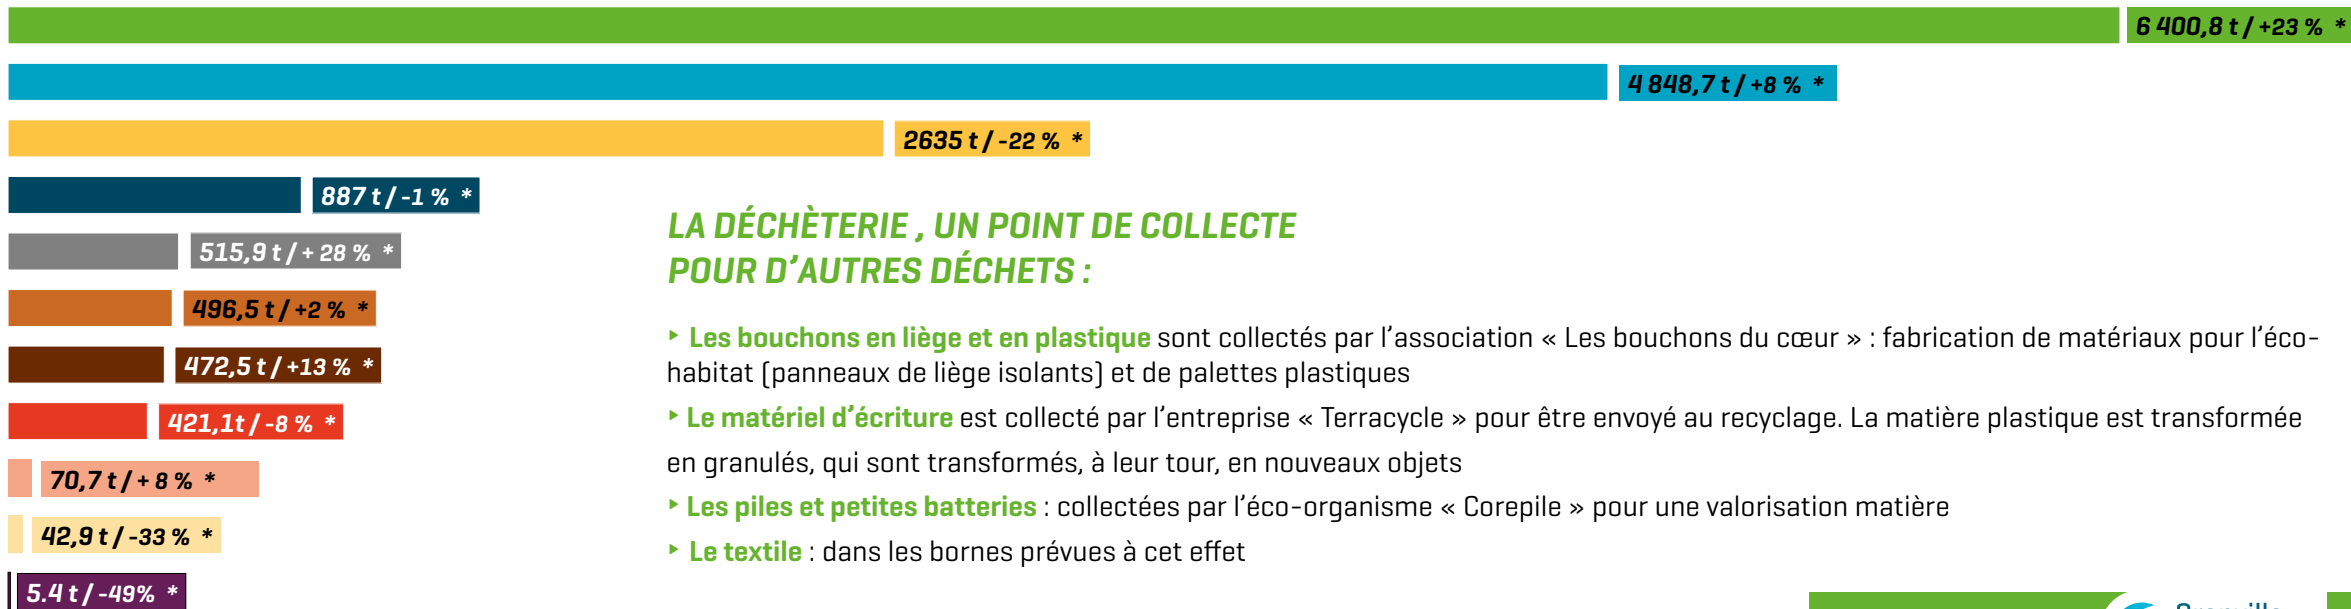 6 400,8 t / +23 % *
4 848,7 t / +8 % *
2635 t / -22 % *
887 t / -1 % *
515,9 t / + 28 % *
496,5 t / +2 % *
472,5 t / +13 % *
421,1t / -8 % *
70,7 t / + 8 % *
42,9 t / -33 % *
5.4 t / -49% *
LA DÉCHÈTERIE , UN POINT DE COLLECTE
POUR D’AUTRES DÉCHETS :
‣ Les bouchons en liège et en plastique sont collectés par l’association « Les bouchons du cœur » : fabrication de matériaux pour l’éco-
habitat (panneaux de liège isolants) et de palettes plastiques
‣ Le matériel d’écriture est collecté par l’entreprise « Terracycle » pour être envoyé au recyclage. La matière plastique est transformée
en granulés, qui sont transformés, à leur tour, en nouveaux objets
‣ Les piles et petites batteries : collectées par l’éco-organisme « Corepile » pour une valorisation matière
‣ Le textile : dans les bornes prévues à cet effet